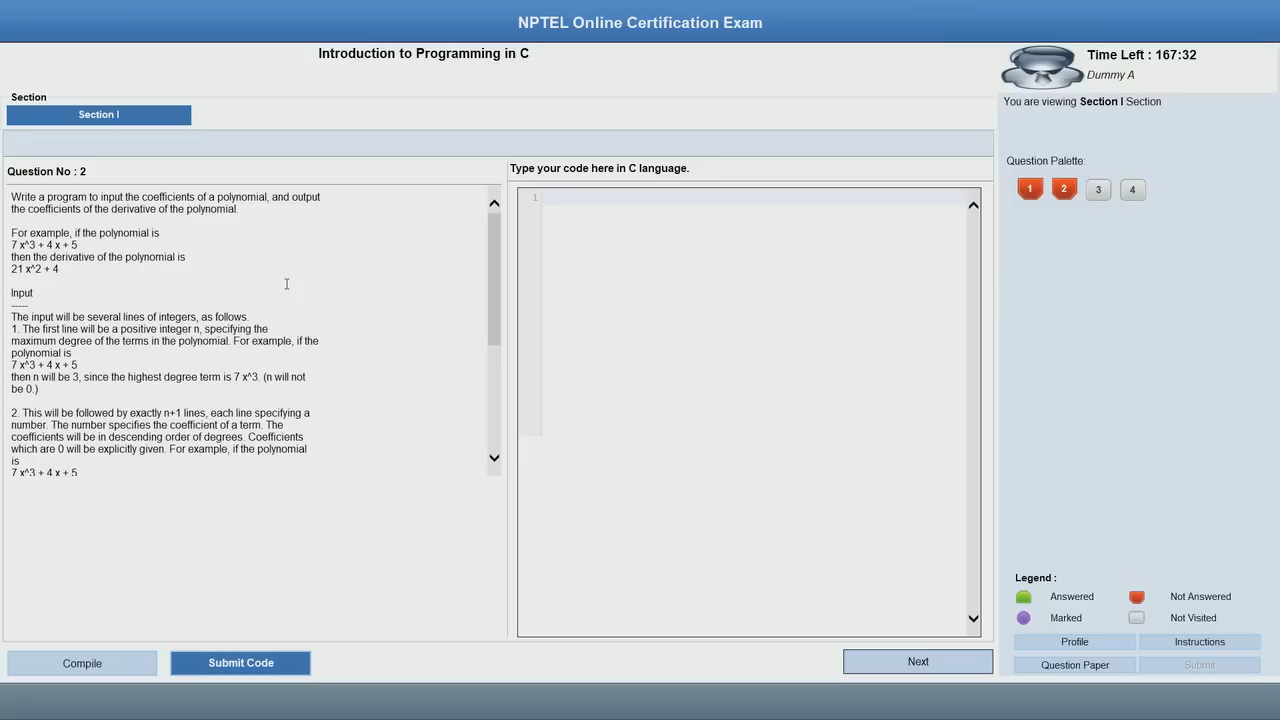 NPTEL Online Certification Exam
Introduction to Programming in C
Time Left : 167:32
Dummy A
Section
Section I
You are viewing Section I Section
Question No : 2
Type your code here in C language.
Question Palette:
1 2 3 4
Write a program to input the coefficients of a polynomial, and output
the coefficients of the derivative of the polynomial.
For example, if the polynomial is
7 x^3 + 4 x + 5
then the derivative of the polynomial is
21 x^2 + 4
Input
-----
The input will be several lines of integers, as follows.
1. The first line will be a positive integer n, specifying the
maximum degree of the terms in the polynomial. For example, if the
polynomial is
7 x^3 + 4 x + 5
then n will be 3, since the highest degree term is 7 x^3. (n will not
be 0.)
2. This will be followed by exactly n+1 lines, each line specifying a
number. The number specifies the coefficient of a term. The
coefficients will be in descending order of degrees. Coefficients
which are 0 will be explicitly given. For example, if the polynomial
is
7 x^3 + 4 x + 5
1
Legend :
Answered
Not Answered
Marked
Not Visited
Profile
Instructions
Question Paper
Submit
Compile
Submit Code
Next